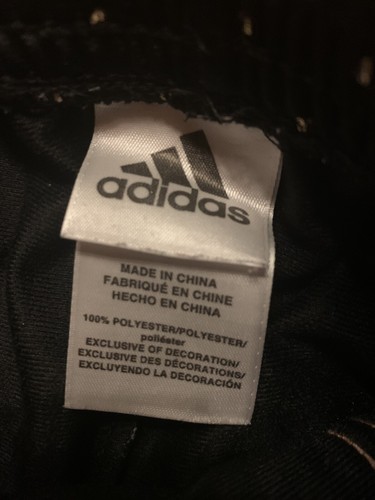 adidas
MADE IN CHINA
FABRIQUÉ EN CHINE
HECHO EN CHINA
100% POLYESTER/POLYESTER/
poliéster
EXCLUSIVE OF DECORATION/
EXCLUSIVE DES DÉCORATIONS/
EXCLUYENDO LA DECORACIÓN